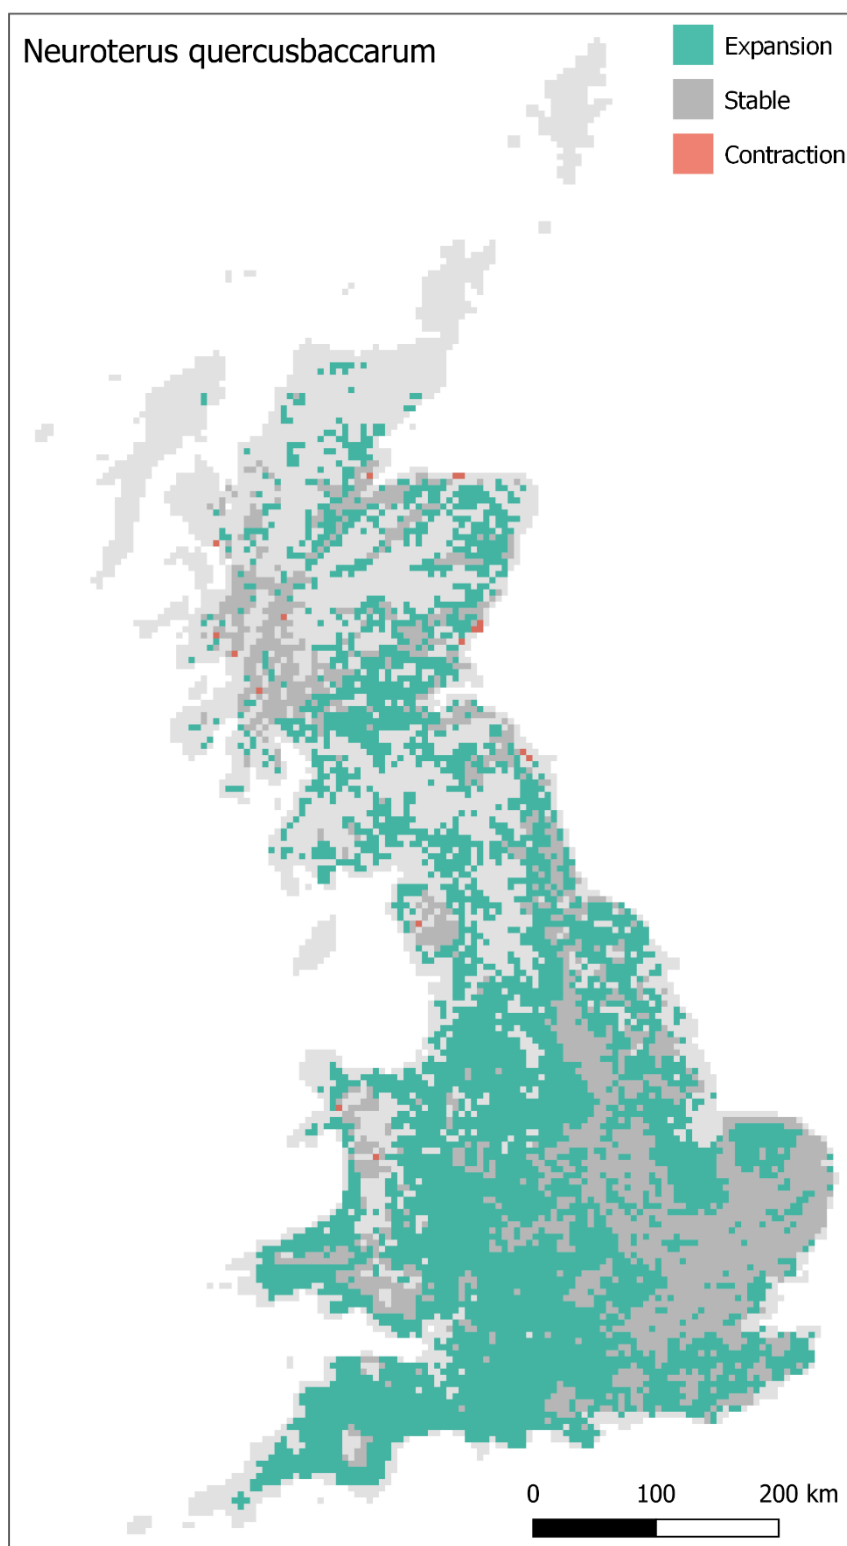 Neuroterus quercusbaccarum
Expansion
Stable
Contraction
0 100 200 km